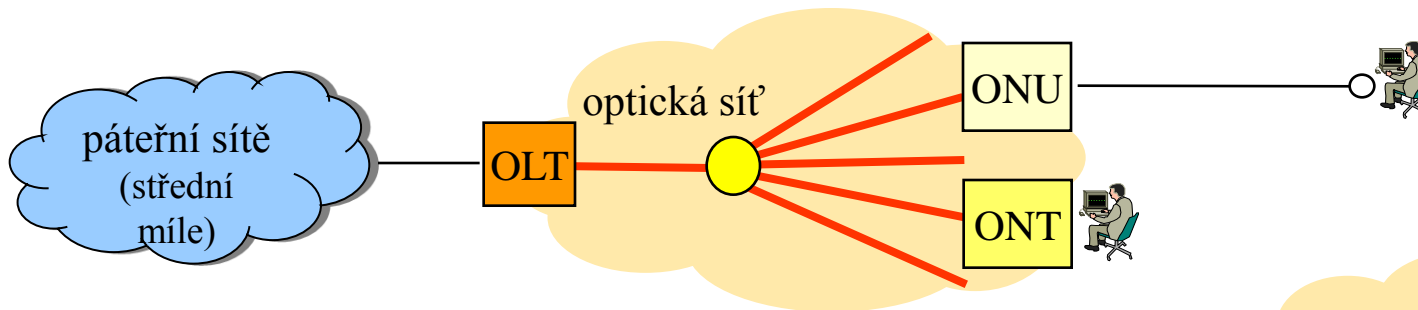 páteřní sítě
(střední
míle)
OLT
optická síť
ONU
ONT